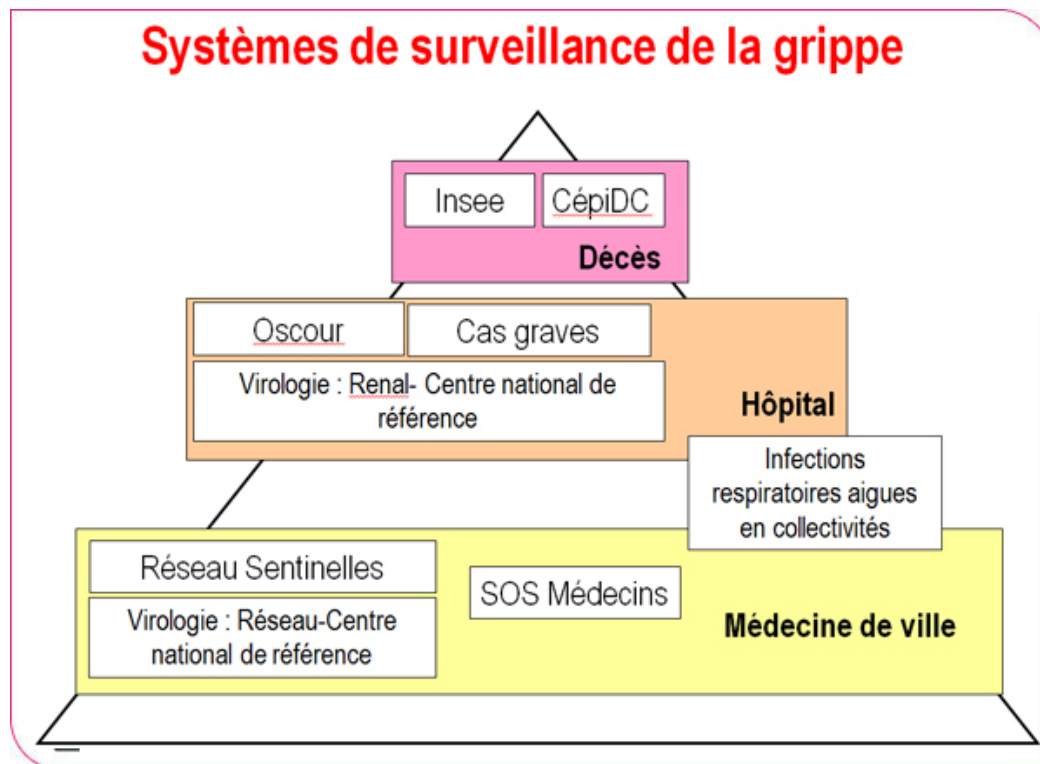 Systèmes de surveillance de la grippe
Insee
CépiDC
Décès
Oscour
Cas graves
Virologie : Renal- Centre national de
référence
Hôpital
Infections
respiratoires aigues
en collectivités
Réseau Sentinelles
SOS Médecins
Virologie : Réseau-Centre
national de référence
Médecine de ville